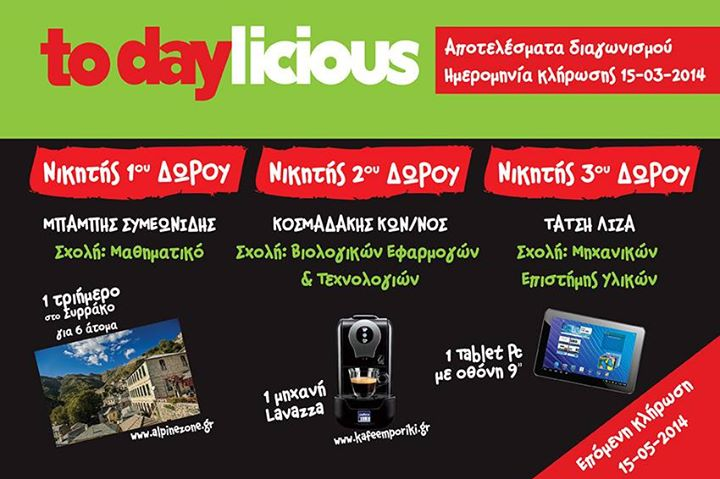 to daylicious
Αποτελέσματα διαγωνισμού
Ημερομηνία κλήρωσης 15-03-2014
Νικητής 1ου ΔΩΡΟΥ
ΜΠΑΜΠΗΣ ΣΥΜΕΩΝΙΔΗΣ
Σχολή: Μαθηματικό
1 τριήμερο
στο Συρράκο
για 6 άτομα
www.alpinezone.gr
Νικητής 2ου ΔΩΡΟΥ
ΚΟΣΜΑΔΑΚΗΣ ΚΩΝ/ΝΟΣ
Σχολή: Βιολογικών Εφαρμογών
& Τεχνολογιών
1 μηχανή
Lavazza
www.kafeemporiki.gr
Νικητής 3ου ΔΩΡΟΥ
ΤΑΤΣΗ ΛΙΖΑ
Σχολή: Μηχανικών
Επιστήμης Υλικών
1 Tablet Pc
με οθόνη 9"
Επόμενη κλήρωση
15-05-2014